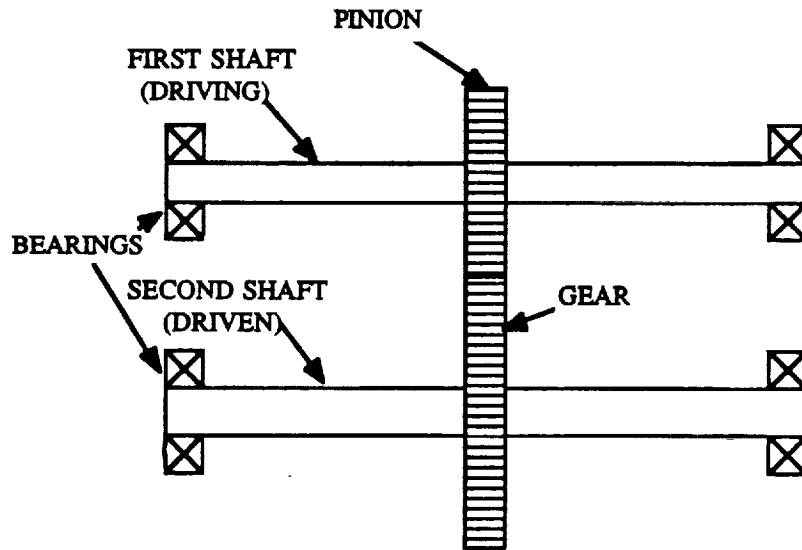 PINION
FIRST SHAFT
(DRIVING)
BEARINGS
SECOND SHAFT
(DRIVEN)
GEAR